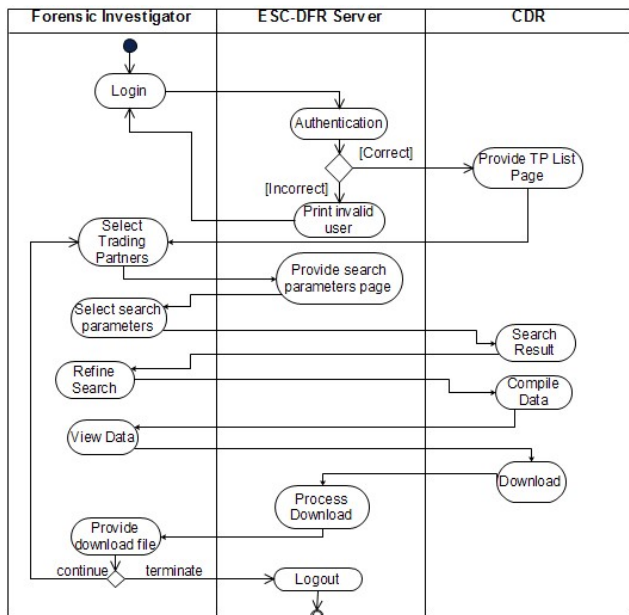 Forensic Investigator
ESC-DFR Server
CDR
Login
Authentication
[Correct]
Provide TP List
Page
[Incorrect]
Print invalid
user
Select
Trading
Partners
Provide search
parameters page
Select search
parameters
Search
Result
Refine
Search
Compile
Data
View Data
Download
Process
Download
Provide
download file
continue
terminate
Logout